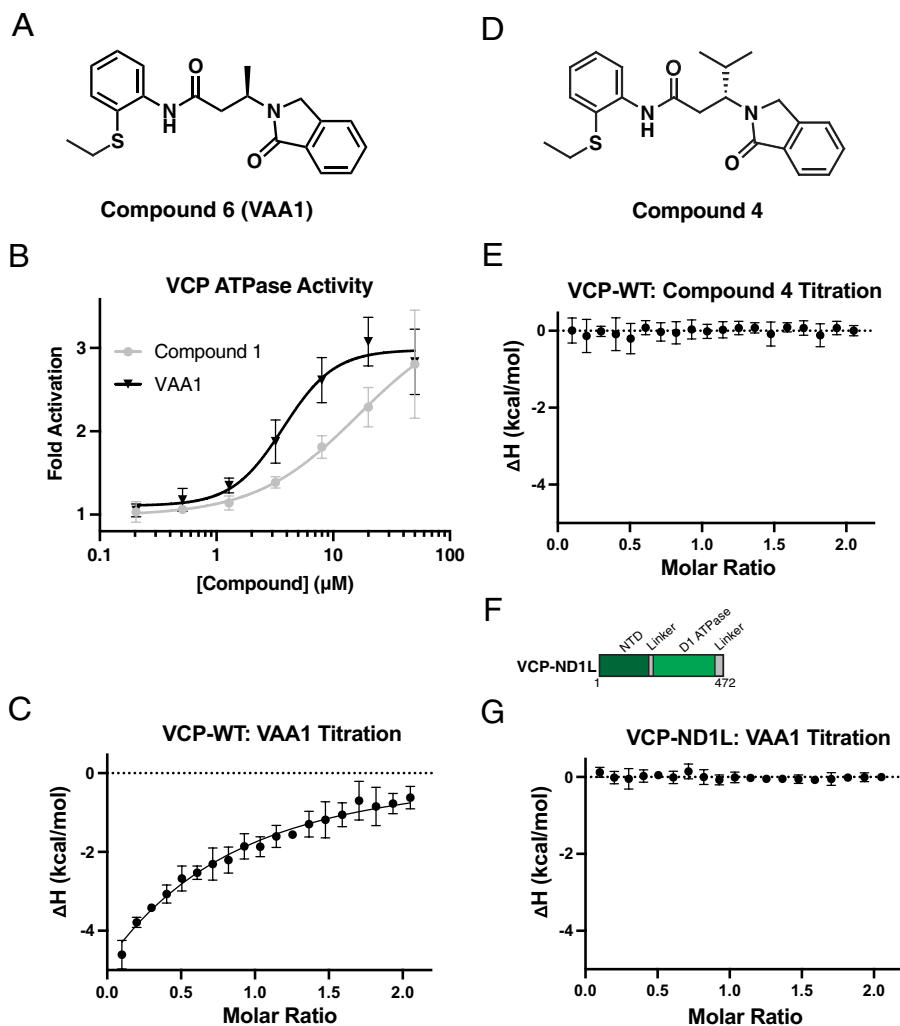 A
O
N
H
S
N
O
Compound 6 (VAA1)
D
O
N
H
S
N
O
Compound 4
B
VCP ATPase Activity
Compound 1
VAA1
Fold Activation
3
2
1
0.1
1
10
100
[Compound] (µM)
E
VCP-WT: Compound 4 Titration
ΔH (kcal/mol)
0
-2
-4
0.0
0.5
1.0
1.5
2.0
Molar Ratio
F
NTD
Linker
D1 ATPase
Linker
VCP-ND1L
1
472
C
VCP-WT: VAA1 Titration
ΔH (kcal/mol)
0
-2
-4
0.0
0.5
1.0
1.5
2.0
Molar Ratio
G
VCP-ND1L: VAA1 Titration
ΔH (kcal/mol)
0
-2
-4
0.0
0.5
1.0
1.5
2.0
Molar Ratio